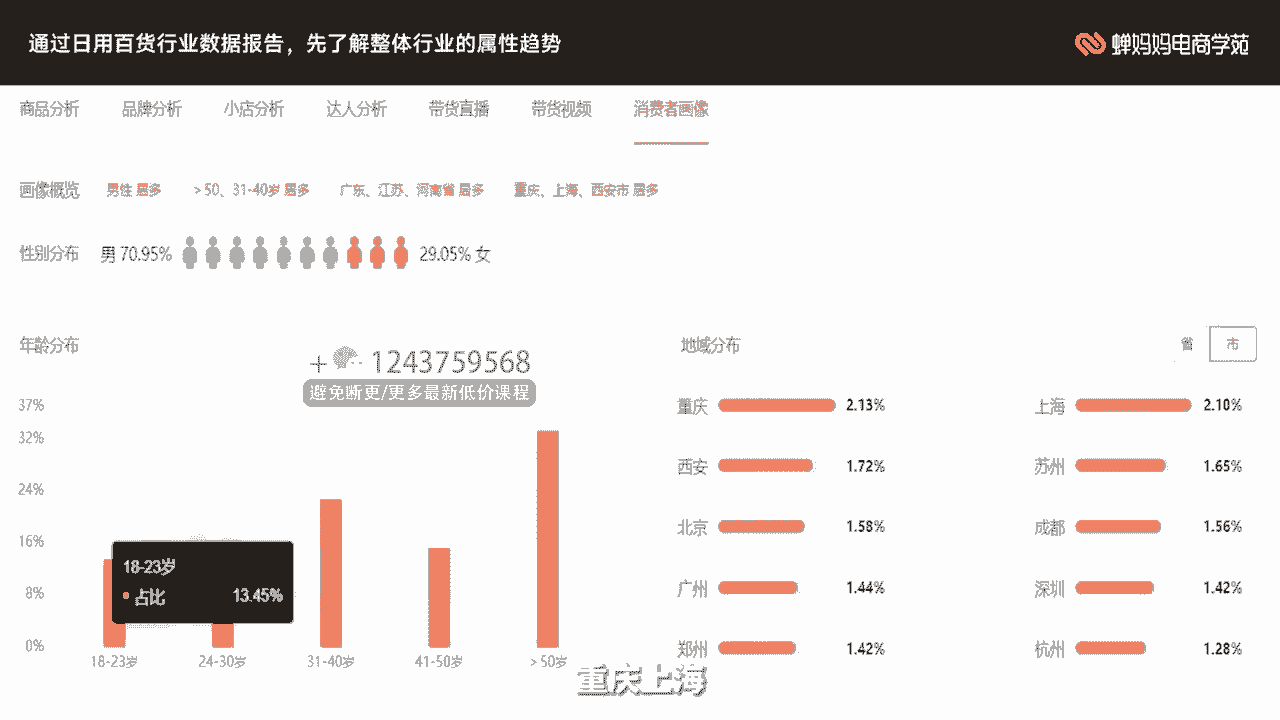 通过日用百货行业数据报告，先了解整体行业的属性趋势
蝉妈妈电商学苑
商品分析 品牌分析 小店分析 达人分析 带货直播 带货视频 消费者画像
画像概览 男性 居多 > 50、31-40岁 居多 广东、江苏、河南省 居多 重庆、上海、西安市 居多
性别分布 男 70.95% 29.05% 女
年龄分布
+ 1243759568
避免断更/更多最新低价课程
37%
32%
24%
16%
8%
0%
18-23岁
占比 13.45%
18-23岁 24-30岁 31-40岁 41-50岁 > 50岁
地域分布 省 市
重庆 2.13% 上海 2.10%
西安 1.72% 苏州 1.65%
北京 1.58% 成都 1.56%
广州 1.44% 深圳 1.42%
郑州 1.42% 杭州 1.28%
重庆上海